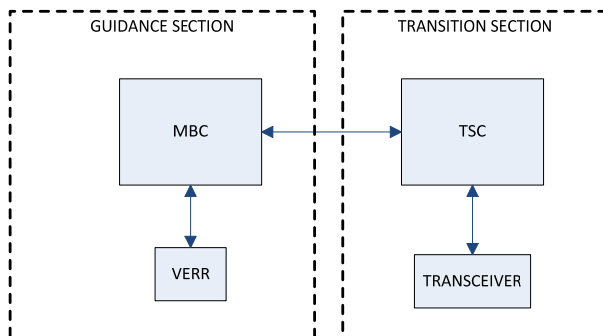 GUIDANCE SECTION
TRANSITION SECTION
MBC
TSC
VERR
TRANSCEIVER